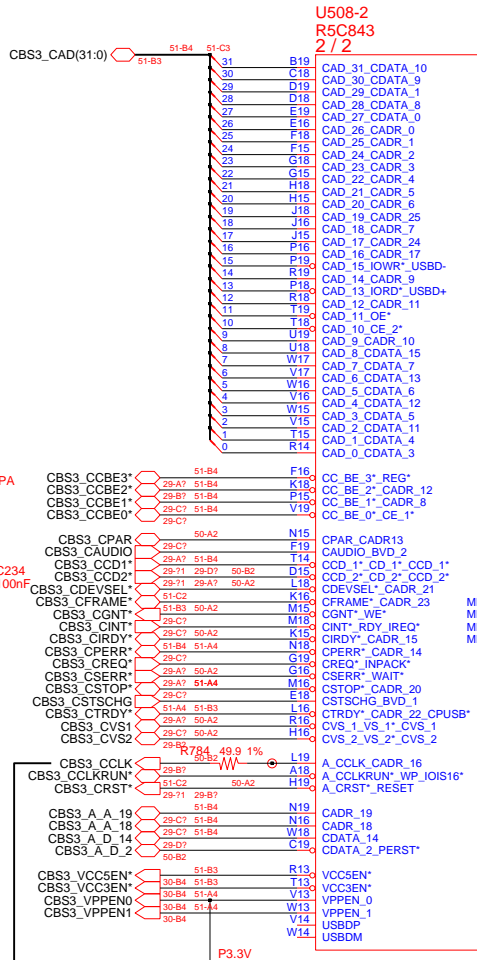 U508-2
R5C843
2 / 2
CBS3_CAD(31:0) 51-B3 51-B4 51-C3
31 B19 CAD_31_CDATA_10
30 C18 CAD_30_CDATA_9
29 D19 CAD_29_CDATA_1
28 D18 CAD_28_CDATA_8
27 E19 CAD_27_CDATA_0
26 E16 CAD_26_CADR_0
25 F18 CAD_25_CADR_1
24 F15 CAD_24_CADR_2
23 G18 CAD_23_CADR_3
22 G15 CAD_22_CADR_4
21 H18 CAD_21_CADR_5
20 H15 CAD_20_CADR_6
19 J18 CAD_19_CADR_25
18 J16 CAD_18_CADR_7
17 J15 CAD_17_CADR_24
16 P16 CAD_16_CADR_17
15 P19 CAD_15_IOWR*_USBD-
14 R19 CAD_14_CADR_9
13 P18 CAD_13_IORD*_USBD+
12 R18 CAD_12_CADR_11
11 T19 CAD_11_OE*
10 T18 CAD_10_CE_2*
9 U19 CAD_9_CADR_10
8 U18 CAD_8_CDATA_15
7 W17 CAD_7_CDATA_7
6 V17 CAD_6_CDATA_13
5 W16 CAD_5_CDATA_6
4 V16 CAD_4_CDATA_12
3 W15 CAD_3_CDATA_5
2 V15 CAD_2_CDATA_11
1 T15 CAD_1_CDATA_4
0 R14 CAD_0_CDATA_3
PA
CBS3_CCBE3* 51-B4 F16 CC_BE_3*_REG*
CBS3_CCBE2* 29-A? 51-B4 K18 CC_BE_2*_CADR_12
CBS3_CCBE1* 29-B? 51-B4 P15 CC_BE_1*_CADR_8
CBS3_CCBE0* 29-C? 51-B4 V19 CC_BE_0*_CE_1*
29-C?
CBS3_CPAR 50-A2 N15 CPAR_CADR13
CBS3_CAUDIO 29-C? F19 CAUDIO_BVD_2
CBS3_CCD1* 29-A? 51-B4 T14 CCD_1*_CD_1*_CCD_1*
C234 CBS3_CCD2* 29-?1 29-D? 50-B2 D15 CCD_2*_CD_2*_CCD_2*
00nF CBS3_CDEVSEL* 29-?1 29-A? 50-A2 L18 CDEVSEL*_CADR_21
CBS3_CFRAME* 51-C2 K16 CFRAME*_CADR_23
CBS3_CGNT* 51-B3 50-A2 M15 CGNT*_WE*
CBS3_CINT* 29-C? M18 CINT*_RDY_IREQ*
CBS3_CIRDY* 29-C? 50-A2 K15 CIRDY*_CADR_15
CBS3_CPERR* 51-B4 51-A4 N18 CPERR*_CADR_14
CBS3_CREQ* 29-C? G19 CREQ*_INPACK*
CBS3_CSERR* 29-A? 50-A2 G16 CSERR*_WAIT*
CBS3_CSTOP* 29-A? 51-A4 M16 CSTOP*_CADR_20
CBS3_CSTSCHG 29-C? E18 CSTSCHG_BVD_1
CBS3_CTRDY* 51-A4 51-B3 L16 CTRDY*_CADR_22_CPUSB*
CBS3_CVS1 29-A? 50-A2 R16 CVS_1_VS_1*_CVS_1
CBS3_CVS2 29-C? 50-A2 H16 CVS_2_VS_2*_CVS_2
29-B?
R784 49.9 1%
CBS3_CCLK 50-B2 L19 A_CCLK_CADR_16
CBS3_CCLKRUN* 29-B? A18 A_CCLKRUN*_WP_IOIS16*
CBS3_CRST* 51-C2 50-A2 H19 A_CRST*_RESET
29-?1 29-B?
CBS3_A_A_19 51-B4 N19 CADR_19
CBS3_A_A_18 29-C? 51-B4 N16 CADR_18
CBS3_A_D_14 29-C? 51-B4 W18 CDATA_14
CBS3_A_D_2 29-D? C19 CDATA_2_PERST*
50-B2
CBS3_VCC5EN* 51-B3 R13 VCC5EN*
CBS3_VCC3EN* 30-B4 51-B3 T13 VCC3EN*
CBS3_VPPEN0 30-B4 51-A4 V13 VPPEN_0
CBS3_VPPEN1 30-B4 51-A4 W13 VPPEN_1
30-B4 V14 USBDP
W14 USBDM
P3.3V